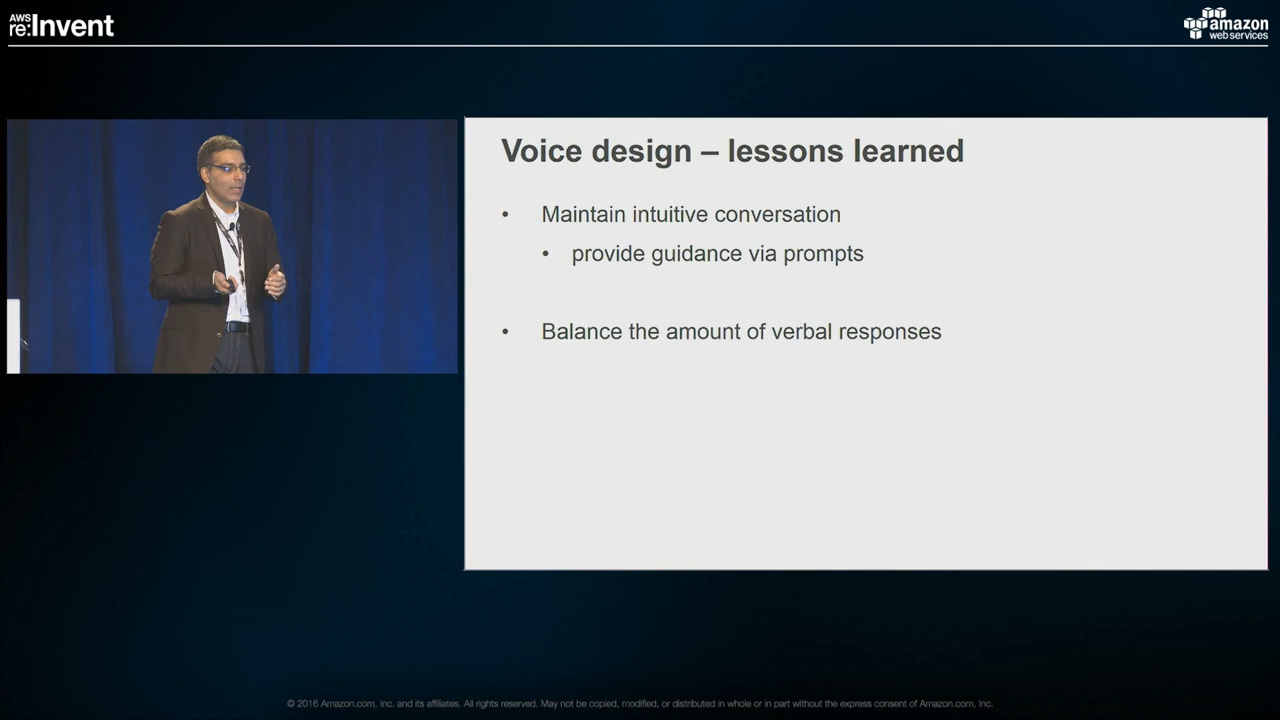 AWS
re:Invent
amazon
web services
Voice design – lessons learned
• Maintain intuitive conversation
• provide guidance via prompts
• Balance the amount of verbal responses
© 2016 Amazon.com, Inc. and its affiliates. All rights reserved. May not be copied, modified, or distributed in whole or in part without the express consent of Amazon.com, Inc.